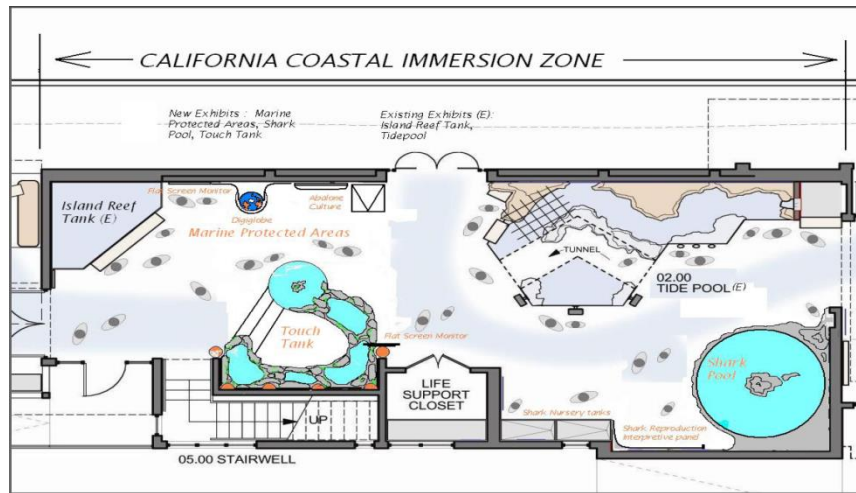 CALIFORNIA COASTAL IMMERSION ZONE
New Exhibits : Marine
Protected Areas, Shark
Pool, Touch Tank
Existing Exhibits (E):
Island Reef Tank,
Tidepool
Island Reef
Tank (E)
Flat Screen Monitor
Digiglobe
Abalone
Culture
Marine Protected Areas
TUNNEL
02.00
TIDE POOL (E)
Touch
Tank
Flat Screen Monitor
Shark
Pool
LIFE
SUPPORT
CLOSET
UP
Shark Nursery tanks
Shark Reproduction
Interpretive panel
05.00 STAIRWELL